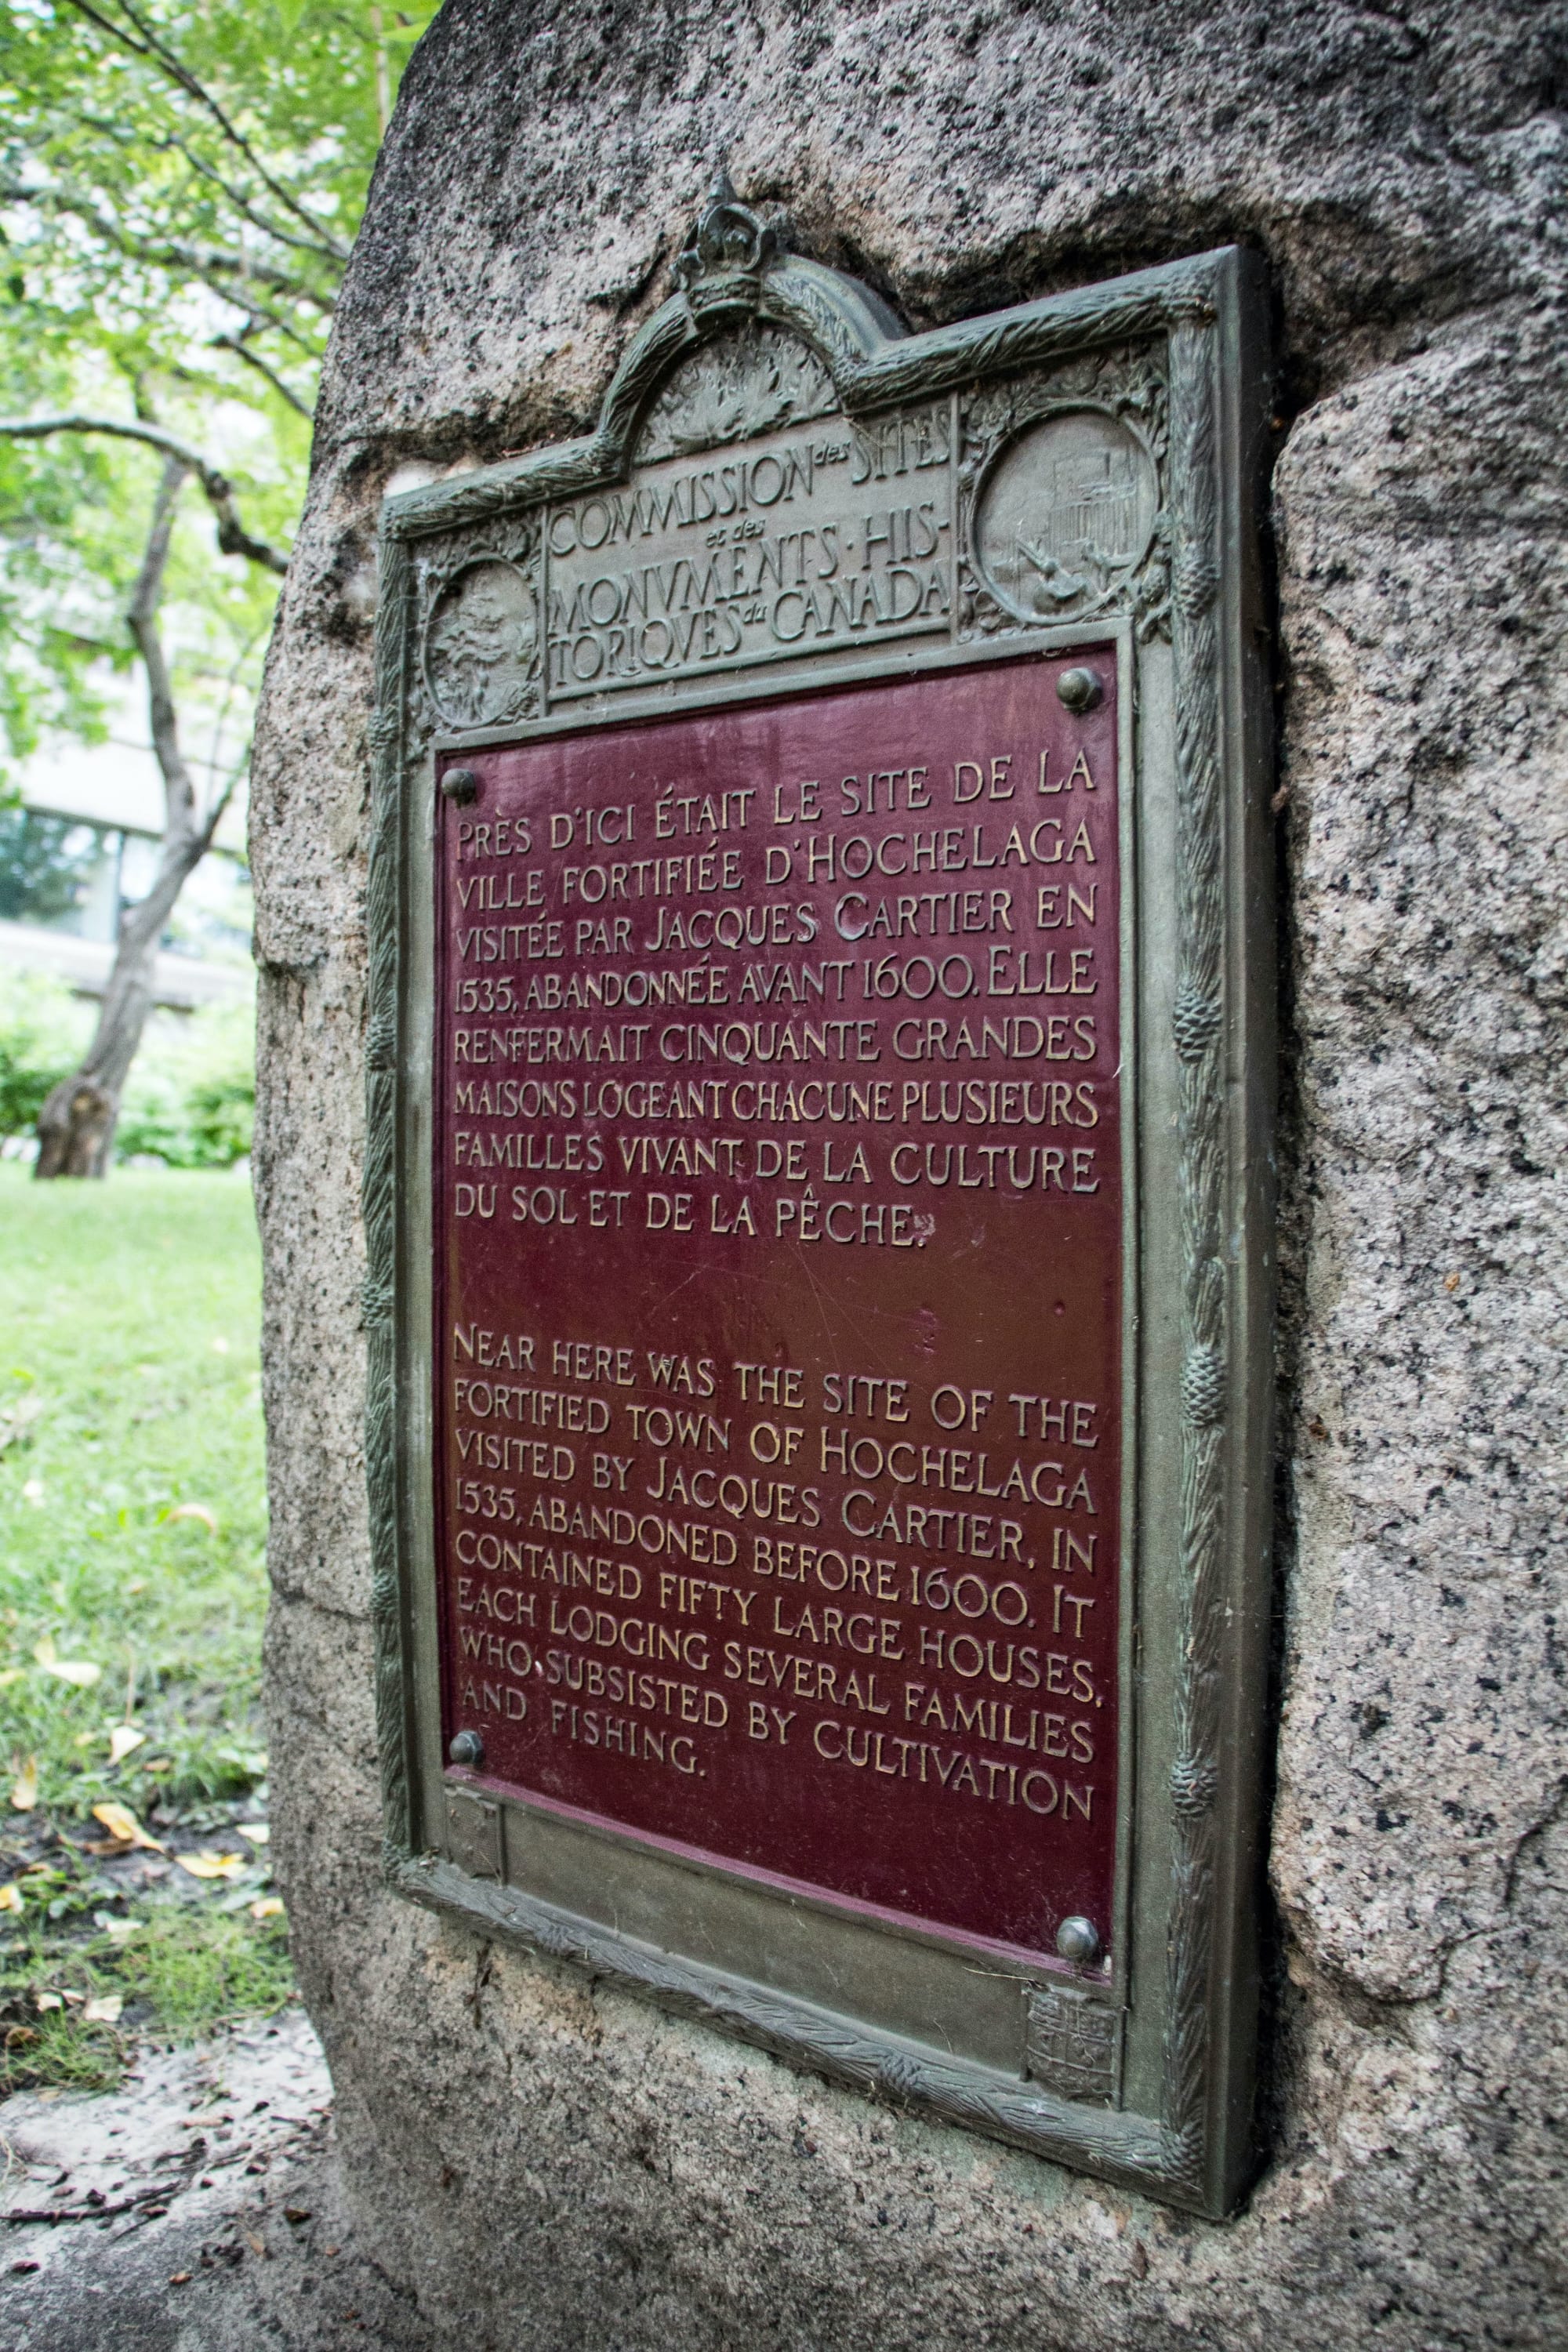 COMMISSION des SITES
et des
MONVMENTS·HIS-
TORIQVES du CANADA
PRÈS D'ICI ÉTAIT LE SITE DE LA
VILLE FORTIFIÉE D'HOCHELAGA
VISITÉE PAR JACQUES CARTIER EN
1535, ABANDONNÉE AVANT 1600. ELLE
RENFERMAIT CINQUANTE GRANDES
MAISONS LOGEANT CHACUNE PLUSIEURS
FAMILLES VIVANT DE LA CULTURE
DU SOL ET DE LA PÊCHE.
NEAR HERE WAS THE SITE OF THE
FORTIFIED TOWN OF HOCHELAGA
VISITED BY JACQUES CARTIER, IN
1535, ABANDONED BEFORE 1600. IT
CONTAINED FIFTY LARGE HOUSES,
EACH LODGING SEVERAL FAMILIES
WHO SUBSISTED BY CULTIVATION
AND FISHING.